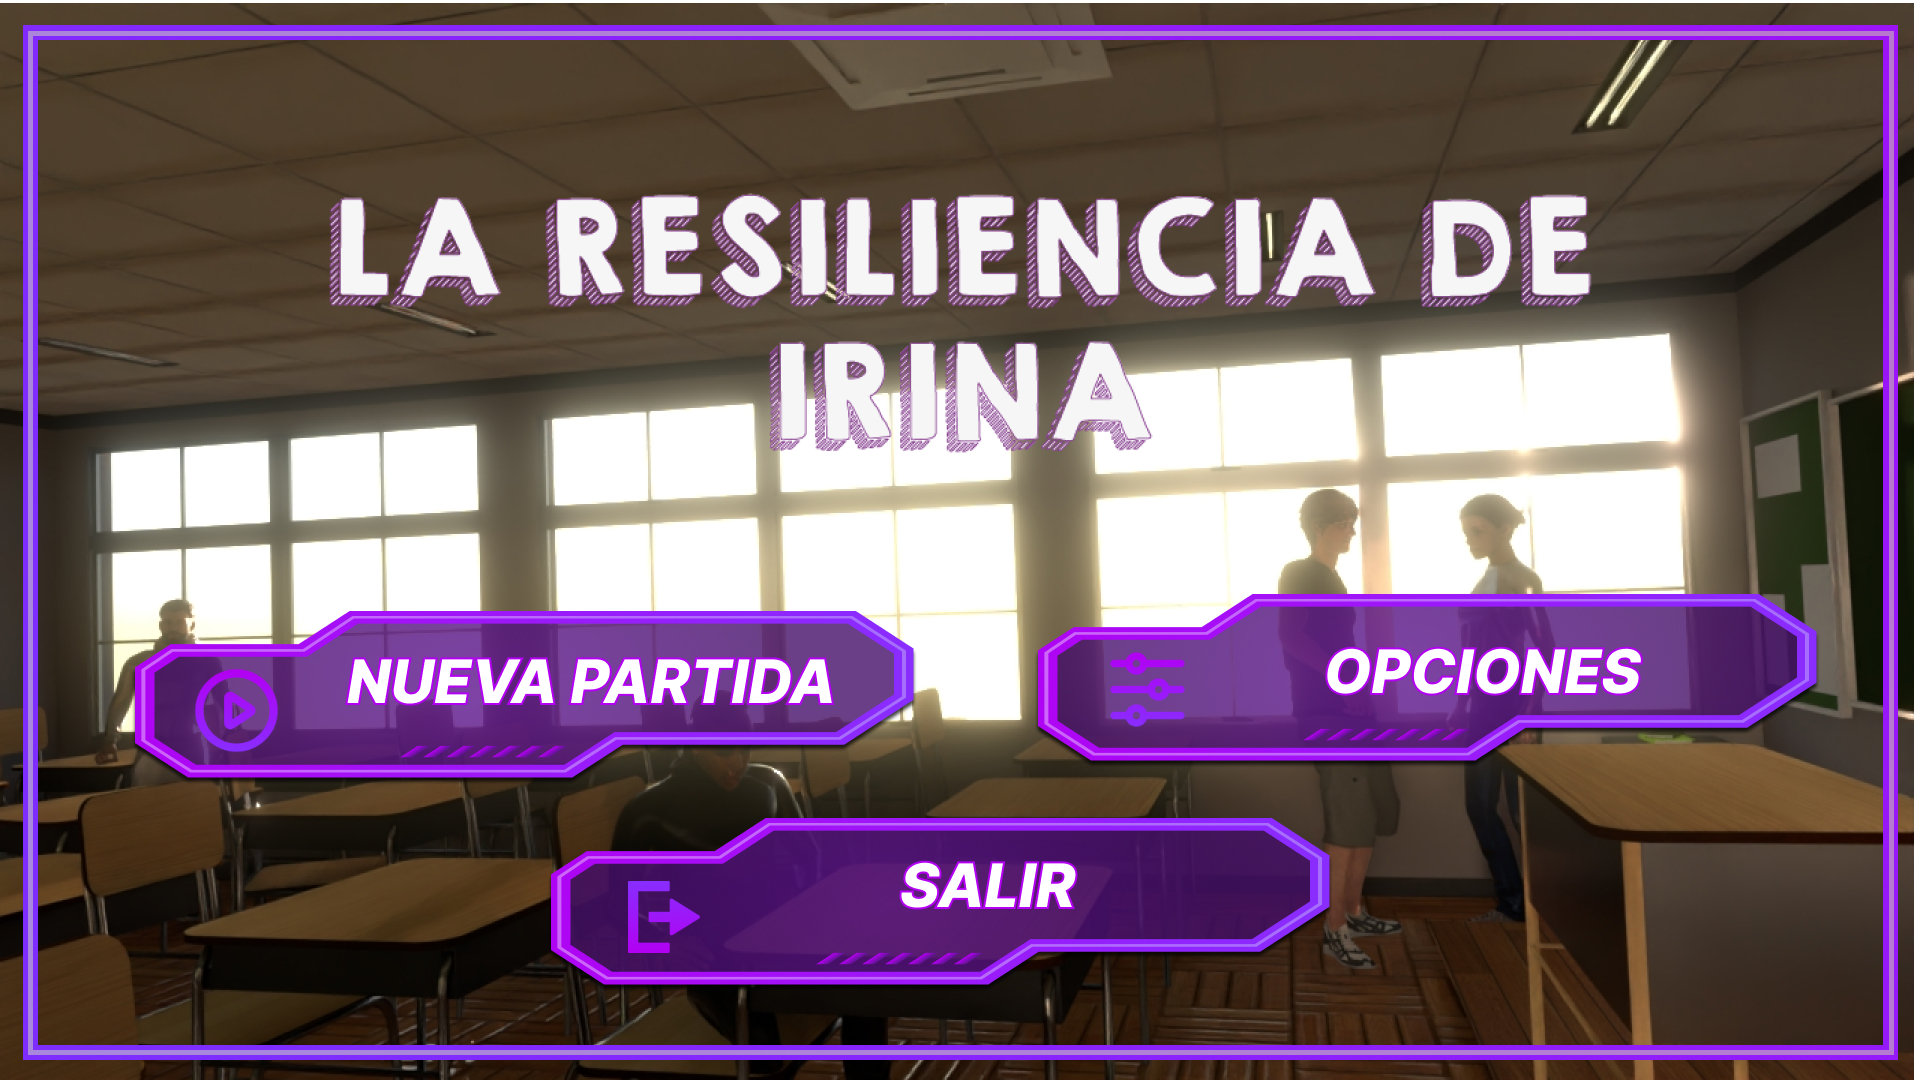 LA RESILIENCIA DE
IRINA
NUEVA PARTIDA
OPCIONES
SALIR